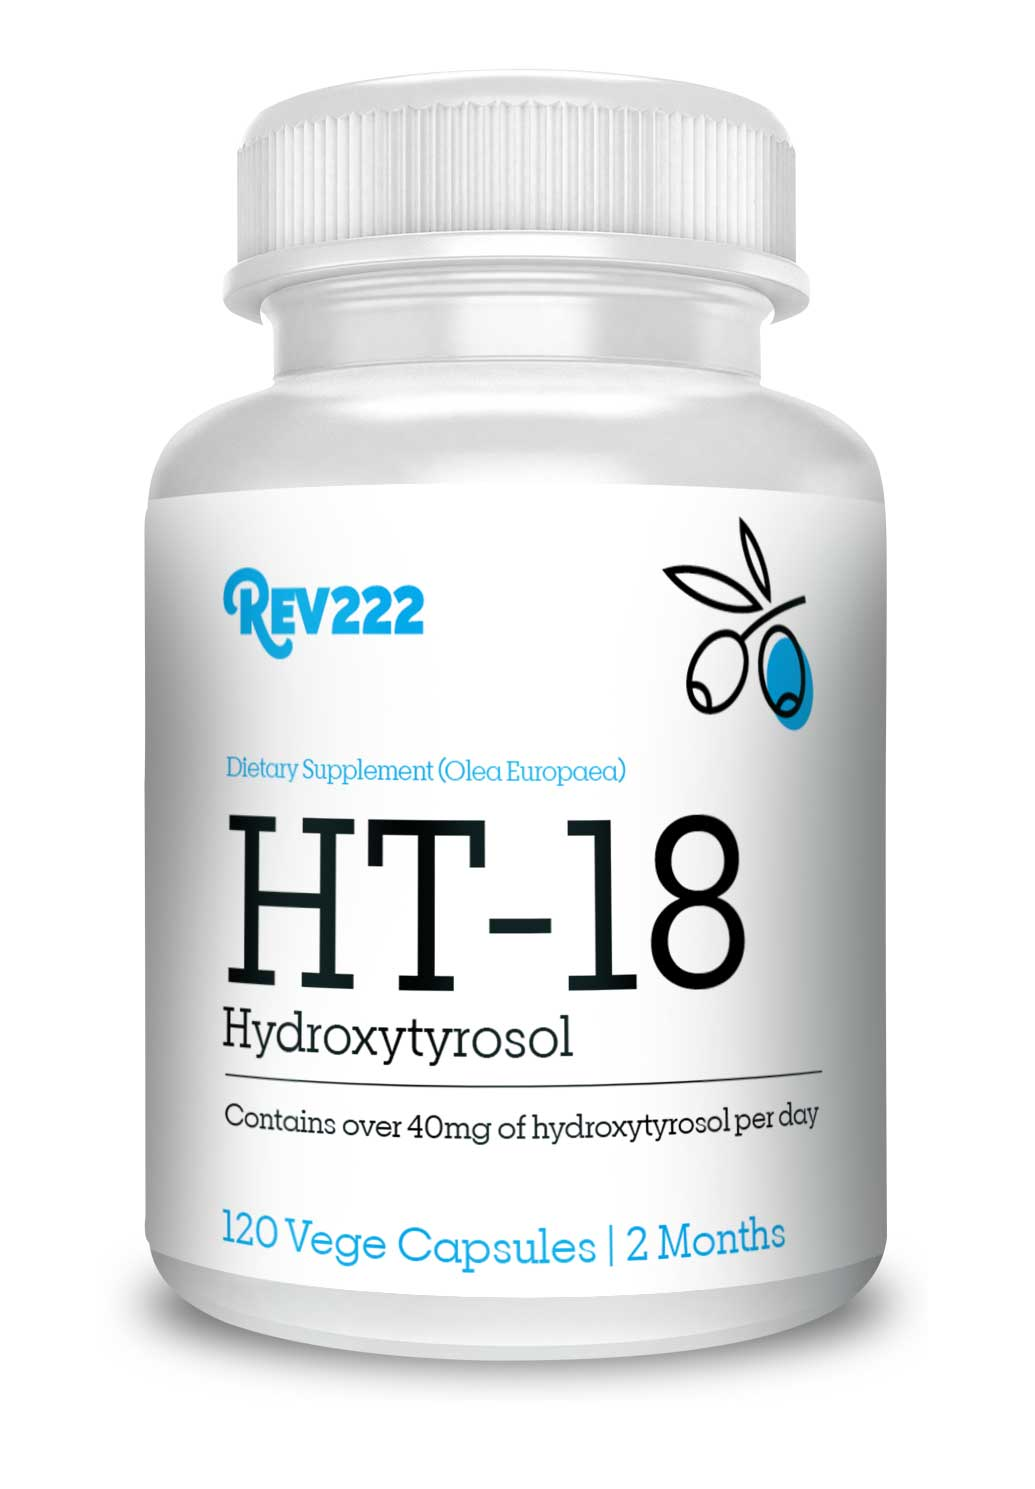 REV222
Dietary Supplement (Olea Europaea)
HT-18
Hydroxytyrosol
Contains over 40mg of hydroxytyrosol per day
120 Vege Capsules | 2 Months